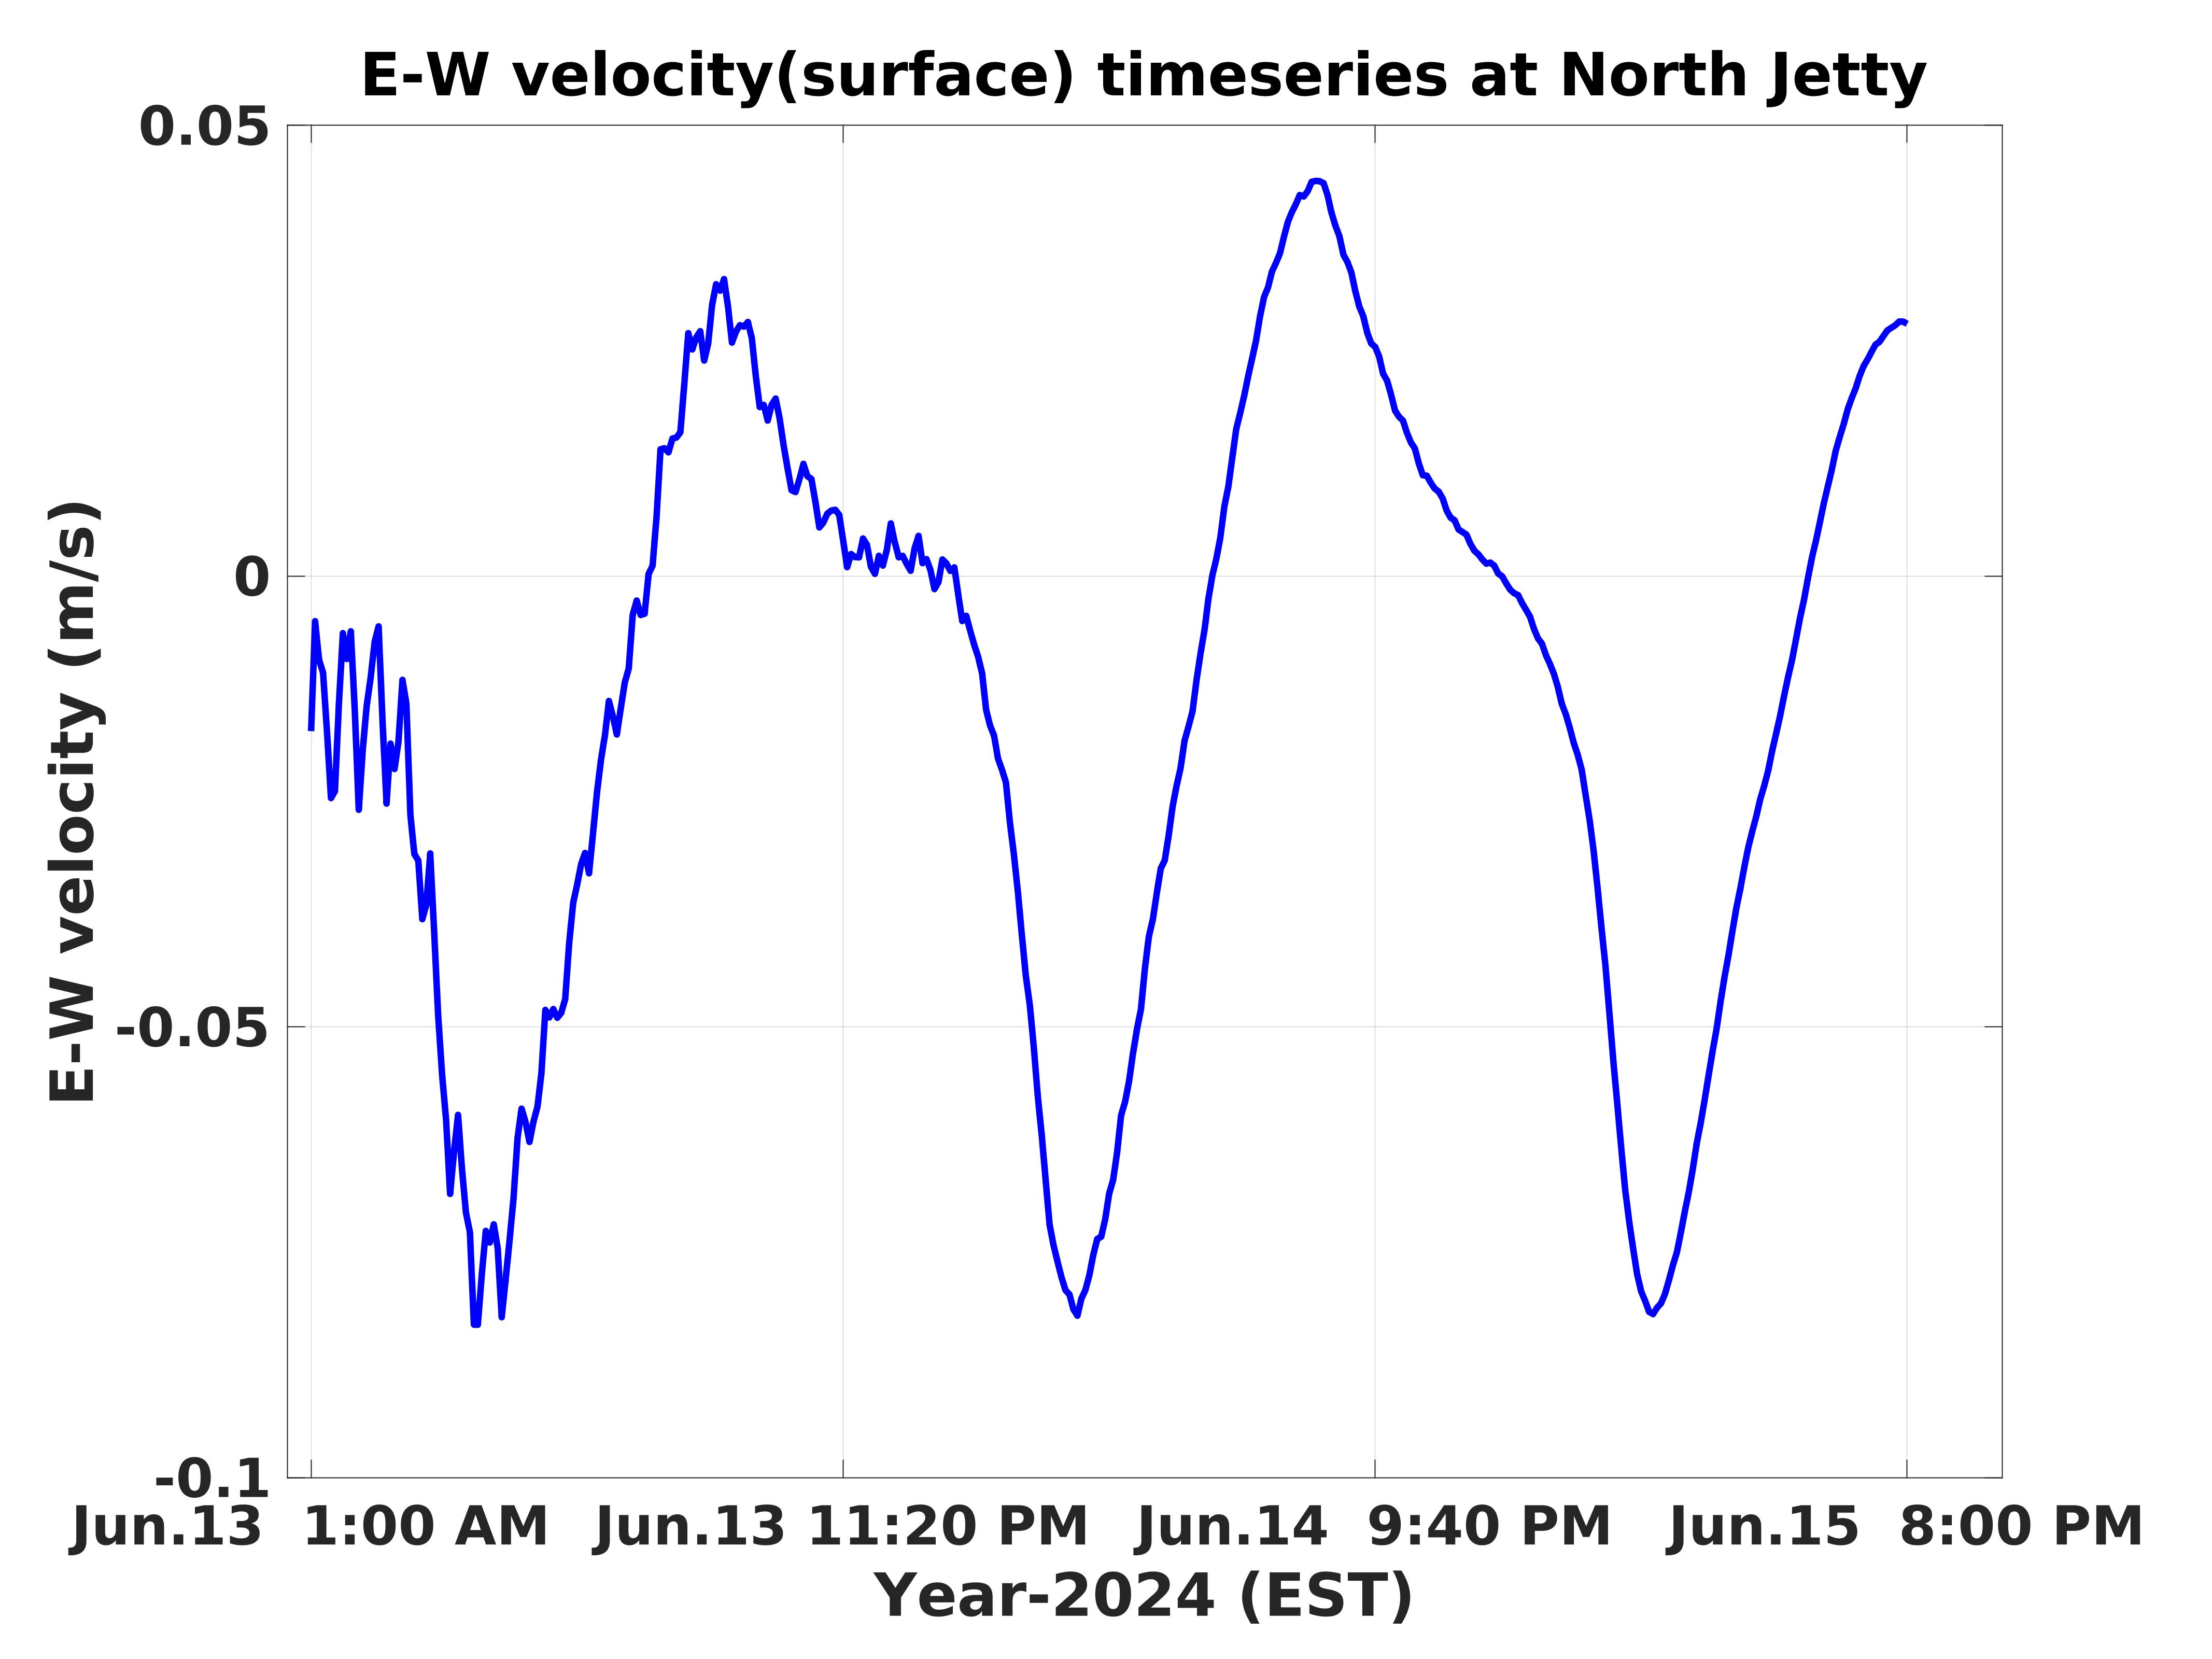 E-W velocity(surface) timeseries at North Jetty
E-W velocity (m/s)
0.05
0
-0.05
-0.1
Jun.13  1:00 AM
Jun.13 11:20 PM
Jun.14  9:40 PM
Jun.15  8:00 PM
Year-2024 (EST)